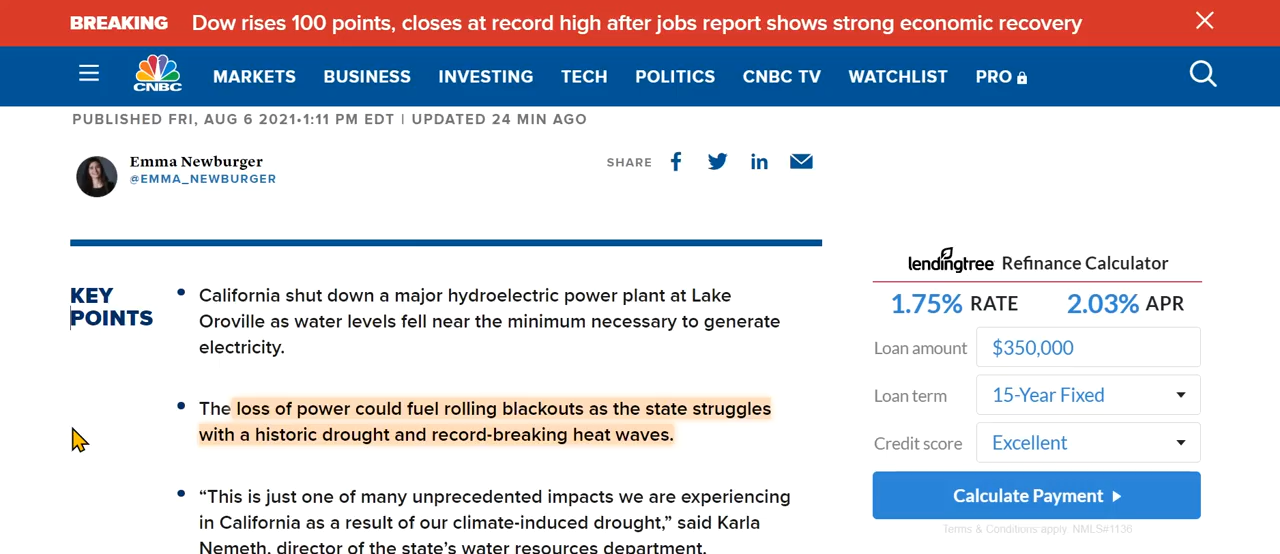 BREAKING Dow rises 100 points, closes at record high after jobs report shows strong economic recovery
CNBC
MARKETS BUSINESS INVESTING TECH POLITICS CNBC TV WATCHLIST PRO
PUBLISHED FRI, AUG 6 2021•1:11 PM EDT | UPDATED 24 MIN AGO
Emma Newburger
@EMMA_NEWBURGER
SHARE
KEY
POINTS
• California shut down a major hydroelectric power plant at Lake
Oroville as water levels fell near the minimum necessary to generate
electricity.
• The loss of power could fuel rolling blackouts as the state struggles
with a historic drought and record-breaking heat waves.
• “This is just one of many unprecedented impacts we are experiencing
in California as a result of our climate-induced drought,” said Karla
Nemeth, director of the state’s water resources department.
lendingtree Refinance Calculator
1.75% RATE 2.03% APR
Loan amount $350,000
Loan term 15-Year Fixed
Credit score Excellent
Calculate Payment
Terms & Conditions apply. NMLS#1136